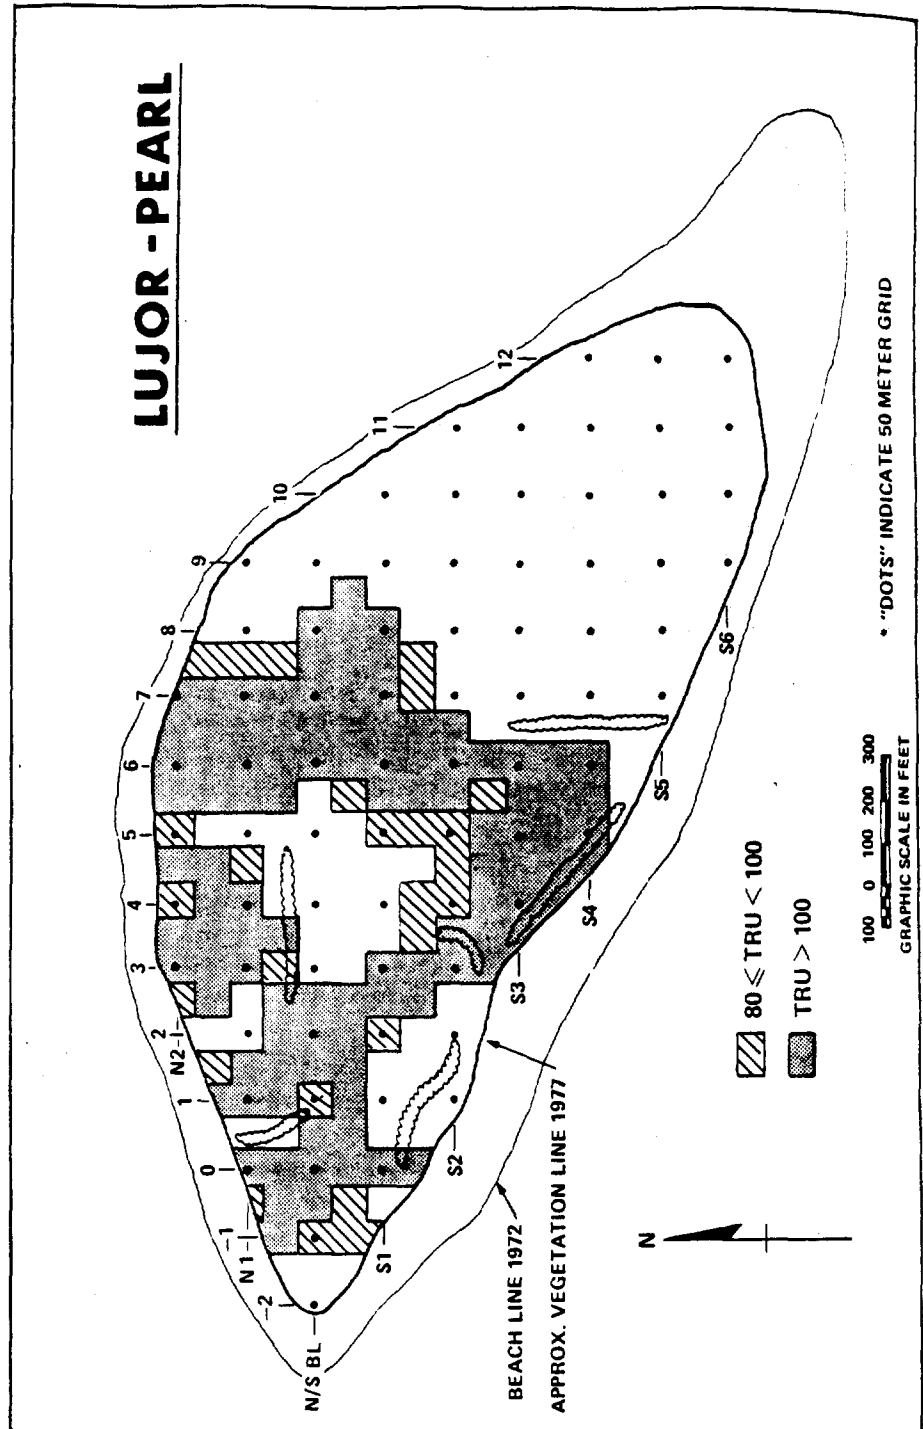 LUJOR - PEARL
12
11
10
9
8
7
6
5
4
3
2
N2
1
0
-1
N1
-2
N/S BL
S1
S2
S3
S4
S5
S6
BEACH LINE 1972
APPROX. VEGETATION LINE 1977
N
80 ≤ TRU < 100
TRU > 100
100 0 100 200 300
GRAPHIC SCALE IN FEET
* "DOTS" INDICATE 50 METER GRID